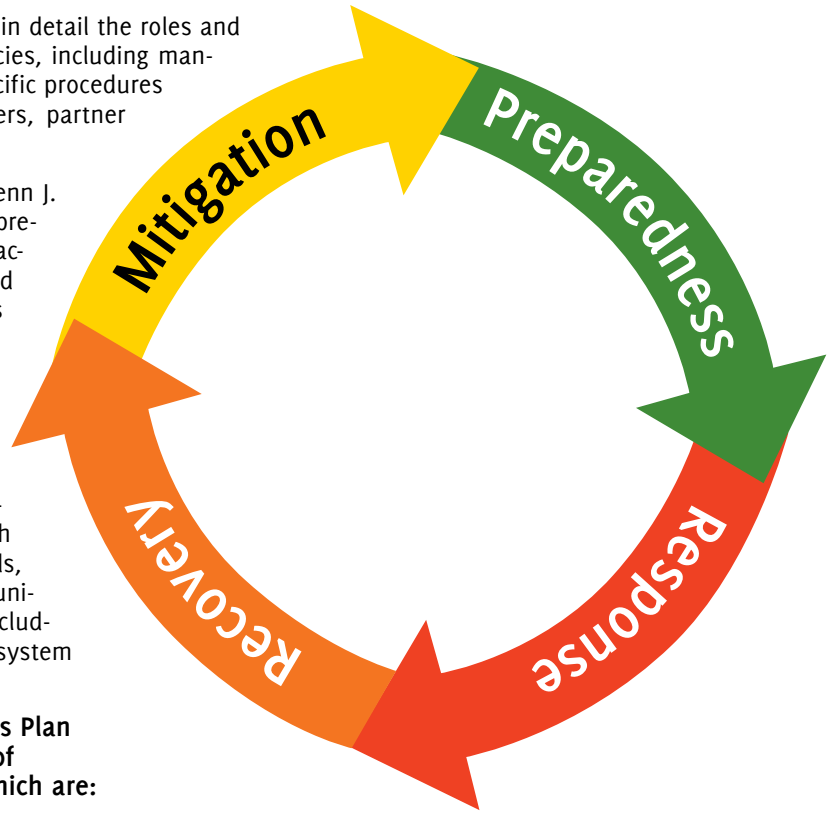 in detail the roles and
cies, including man-
cific procedures
ers, partner
enn J.
pre-
ac-
d
s
-
h
ds,
uni-
clud-
system
s Plan
of
hich are:
Mitigation
Preparedness
Response
Recovery